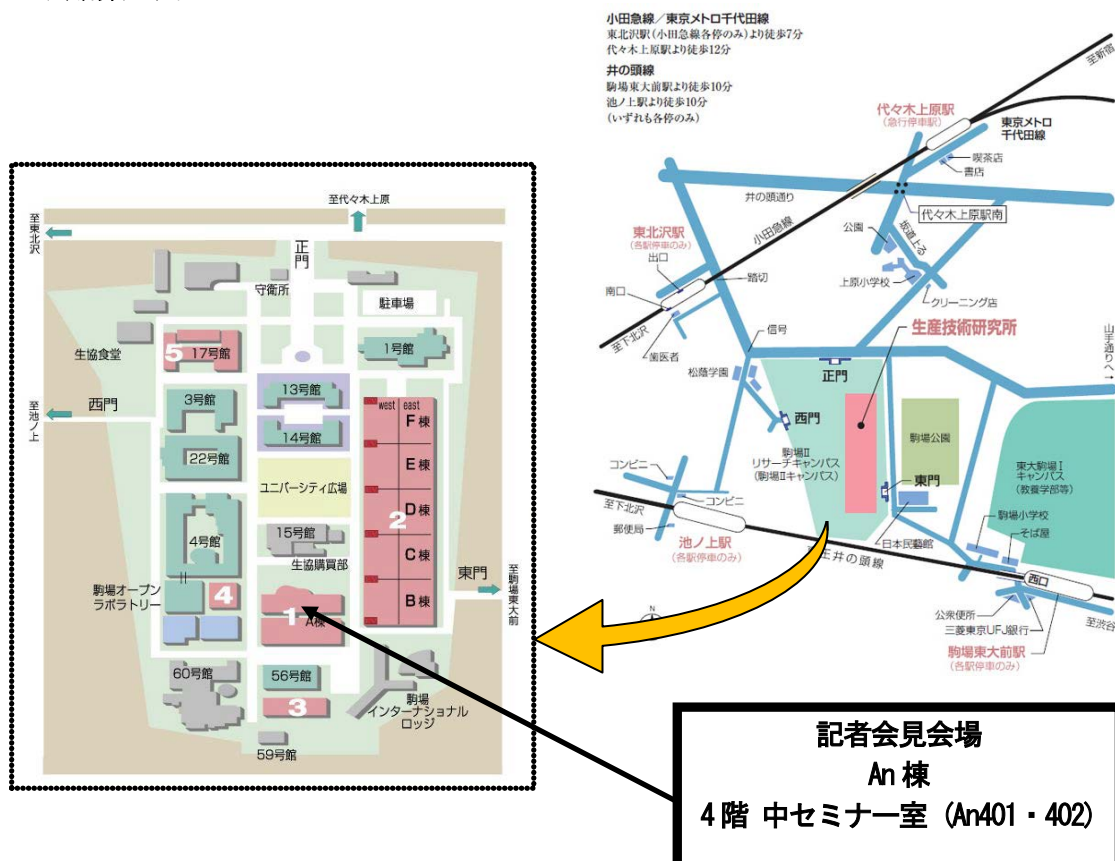 小田急線／東京メトロ千代田線
東北沢駅(小田急線各停のみ)より徒歩7分
代々木上原駅より徒歩12分
井の頭線
駒場東大前駅より徒歩10分
池ノ上駅より徒歩10分
(いずれも各停のみ)
至新宿
代々木上原駅
(急行停車駅)
東京メトロ
千代田線
喫茶店
書店
井の頭通り
代々木上原駅南
小田急線
公園
坂道上る
東北沢駅
(各駅停車のみ)
出口
踏切
上原小学校
南口
クリーニング店
至下北沢
歯医者
信号
生産技術研究所
山手通りへ→
松蔭学園
正門
西門
駒場公園
駒場Ⅱ
リサーチキャンパス
(駒場Ⅱキャンパス)
東大駒場Ⅰ
キャンパス
(教養学部等)
コンビニ
東門
コンビニ
至下北沢
駒場小学校
郵便局
そば屋
日本民藝館
池ノ上駅
(各駅停車のみ)
王井の頭線
西口
公衆便所
三菱東京UFJ銀行
至渋谷
駒場東大前駅
(各駅停車のみ)
N
至代々木上原
至東北沢
正門
守衛所
駐車場
生協食堂
5 17号館
1号館
13号館
3号館
west east
F棟
至池ノ上
西門
14号館
22号館
E棟
ユニバーシティ広場
2
D棟
15号館
4号館
C棟
生協購買部
東門
至駒場東大前
駒場オープン
ラボラトリー
4
B棟
1 A棟
60号館
56号館
3
駒場
インターナショナル
ロッジ
59号館
記者会見会場
An棟
4階 中セミナー室（An401・402）